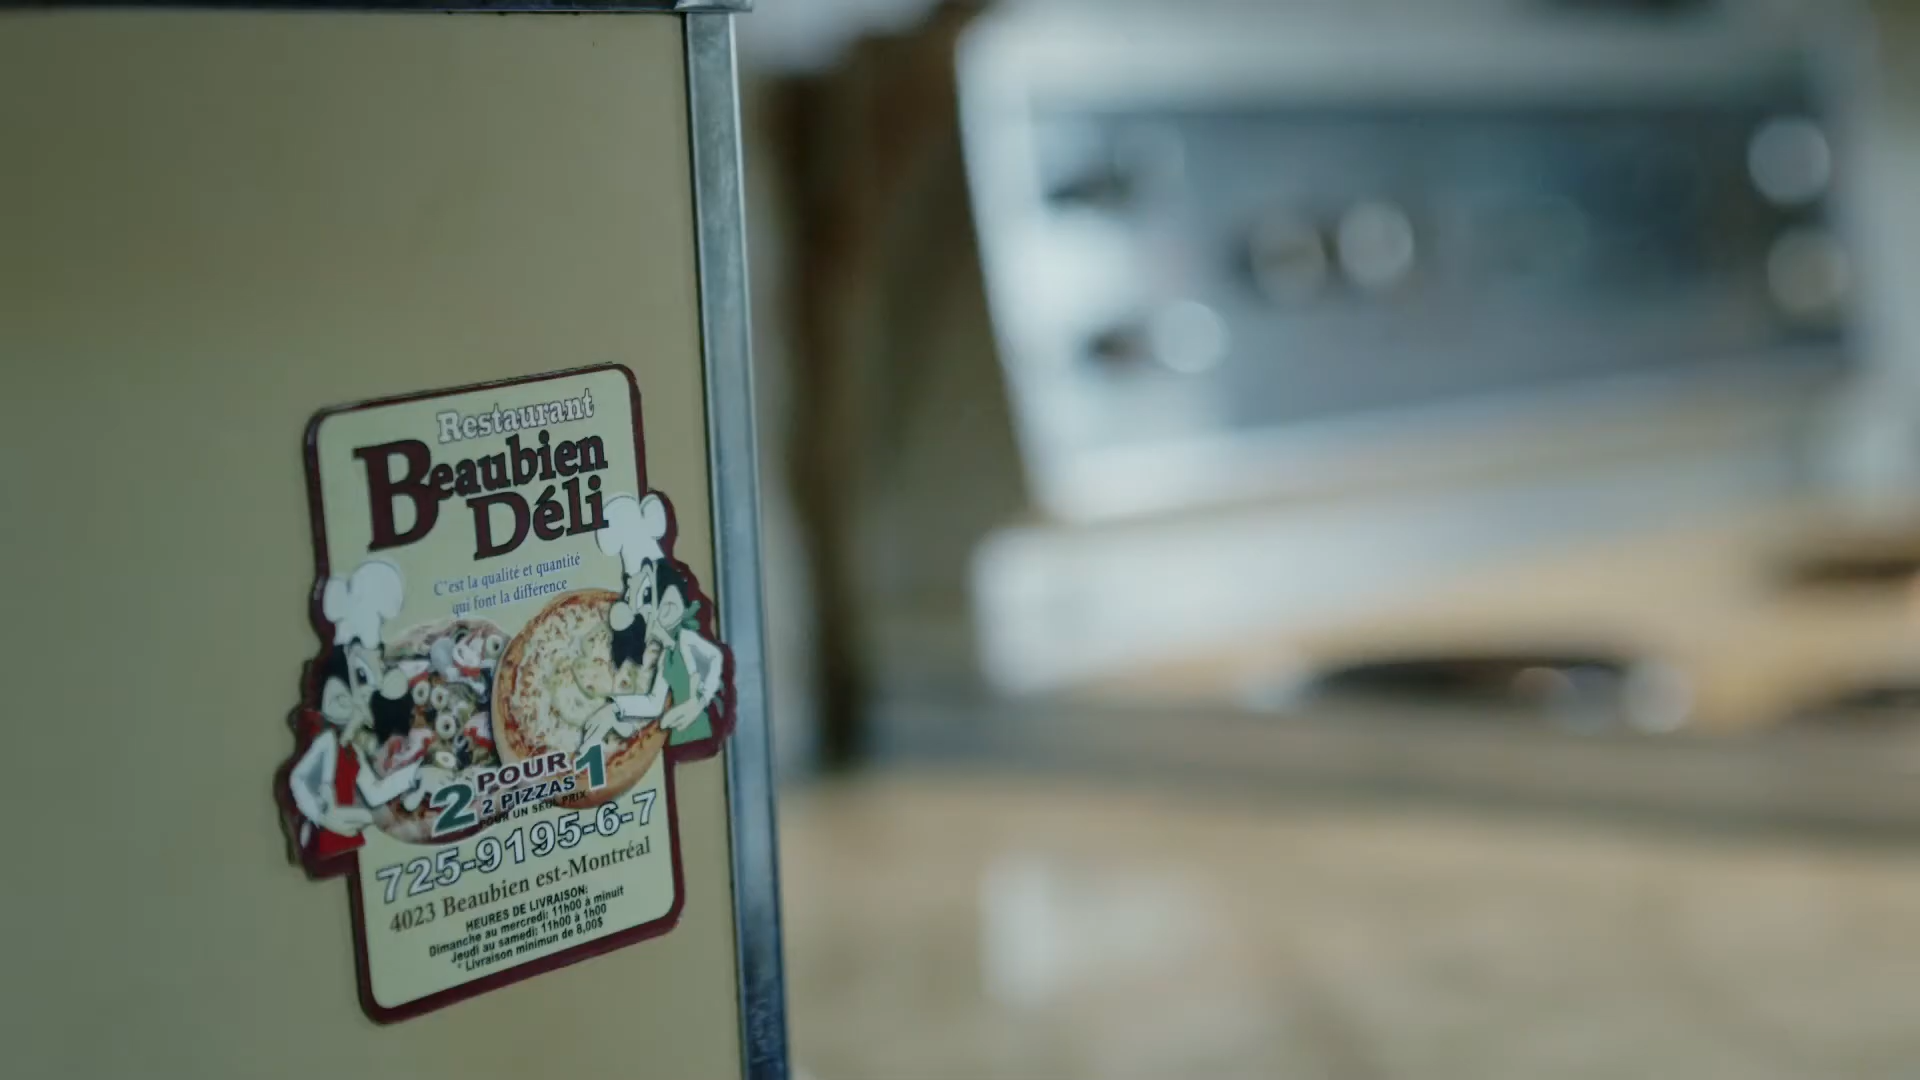 Restaurant
Beaubien
Déli
C'est la qualité et quantité
qui font la différence
2 POUR 1
2 PIZZAS
POUR UN SEUL PRIX
725-9195-6-7
4023 Beaubien est-Montréal
HEURES DE LIVRAISON:
Dimanche au mercredi: 11h00 à minuit
Jeudi au samedi: 11h00 à 1h00
* Livraison minimun de 8,00$